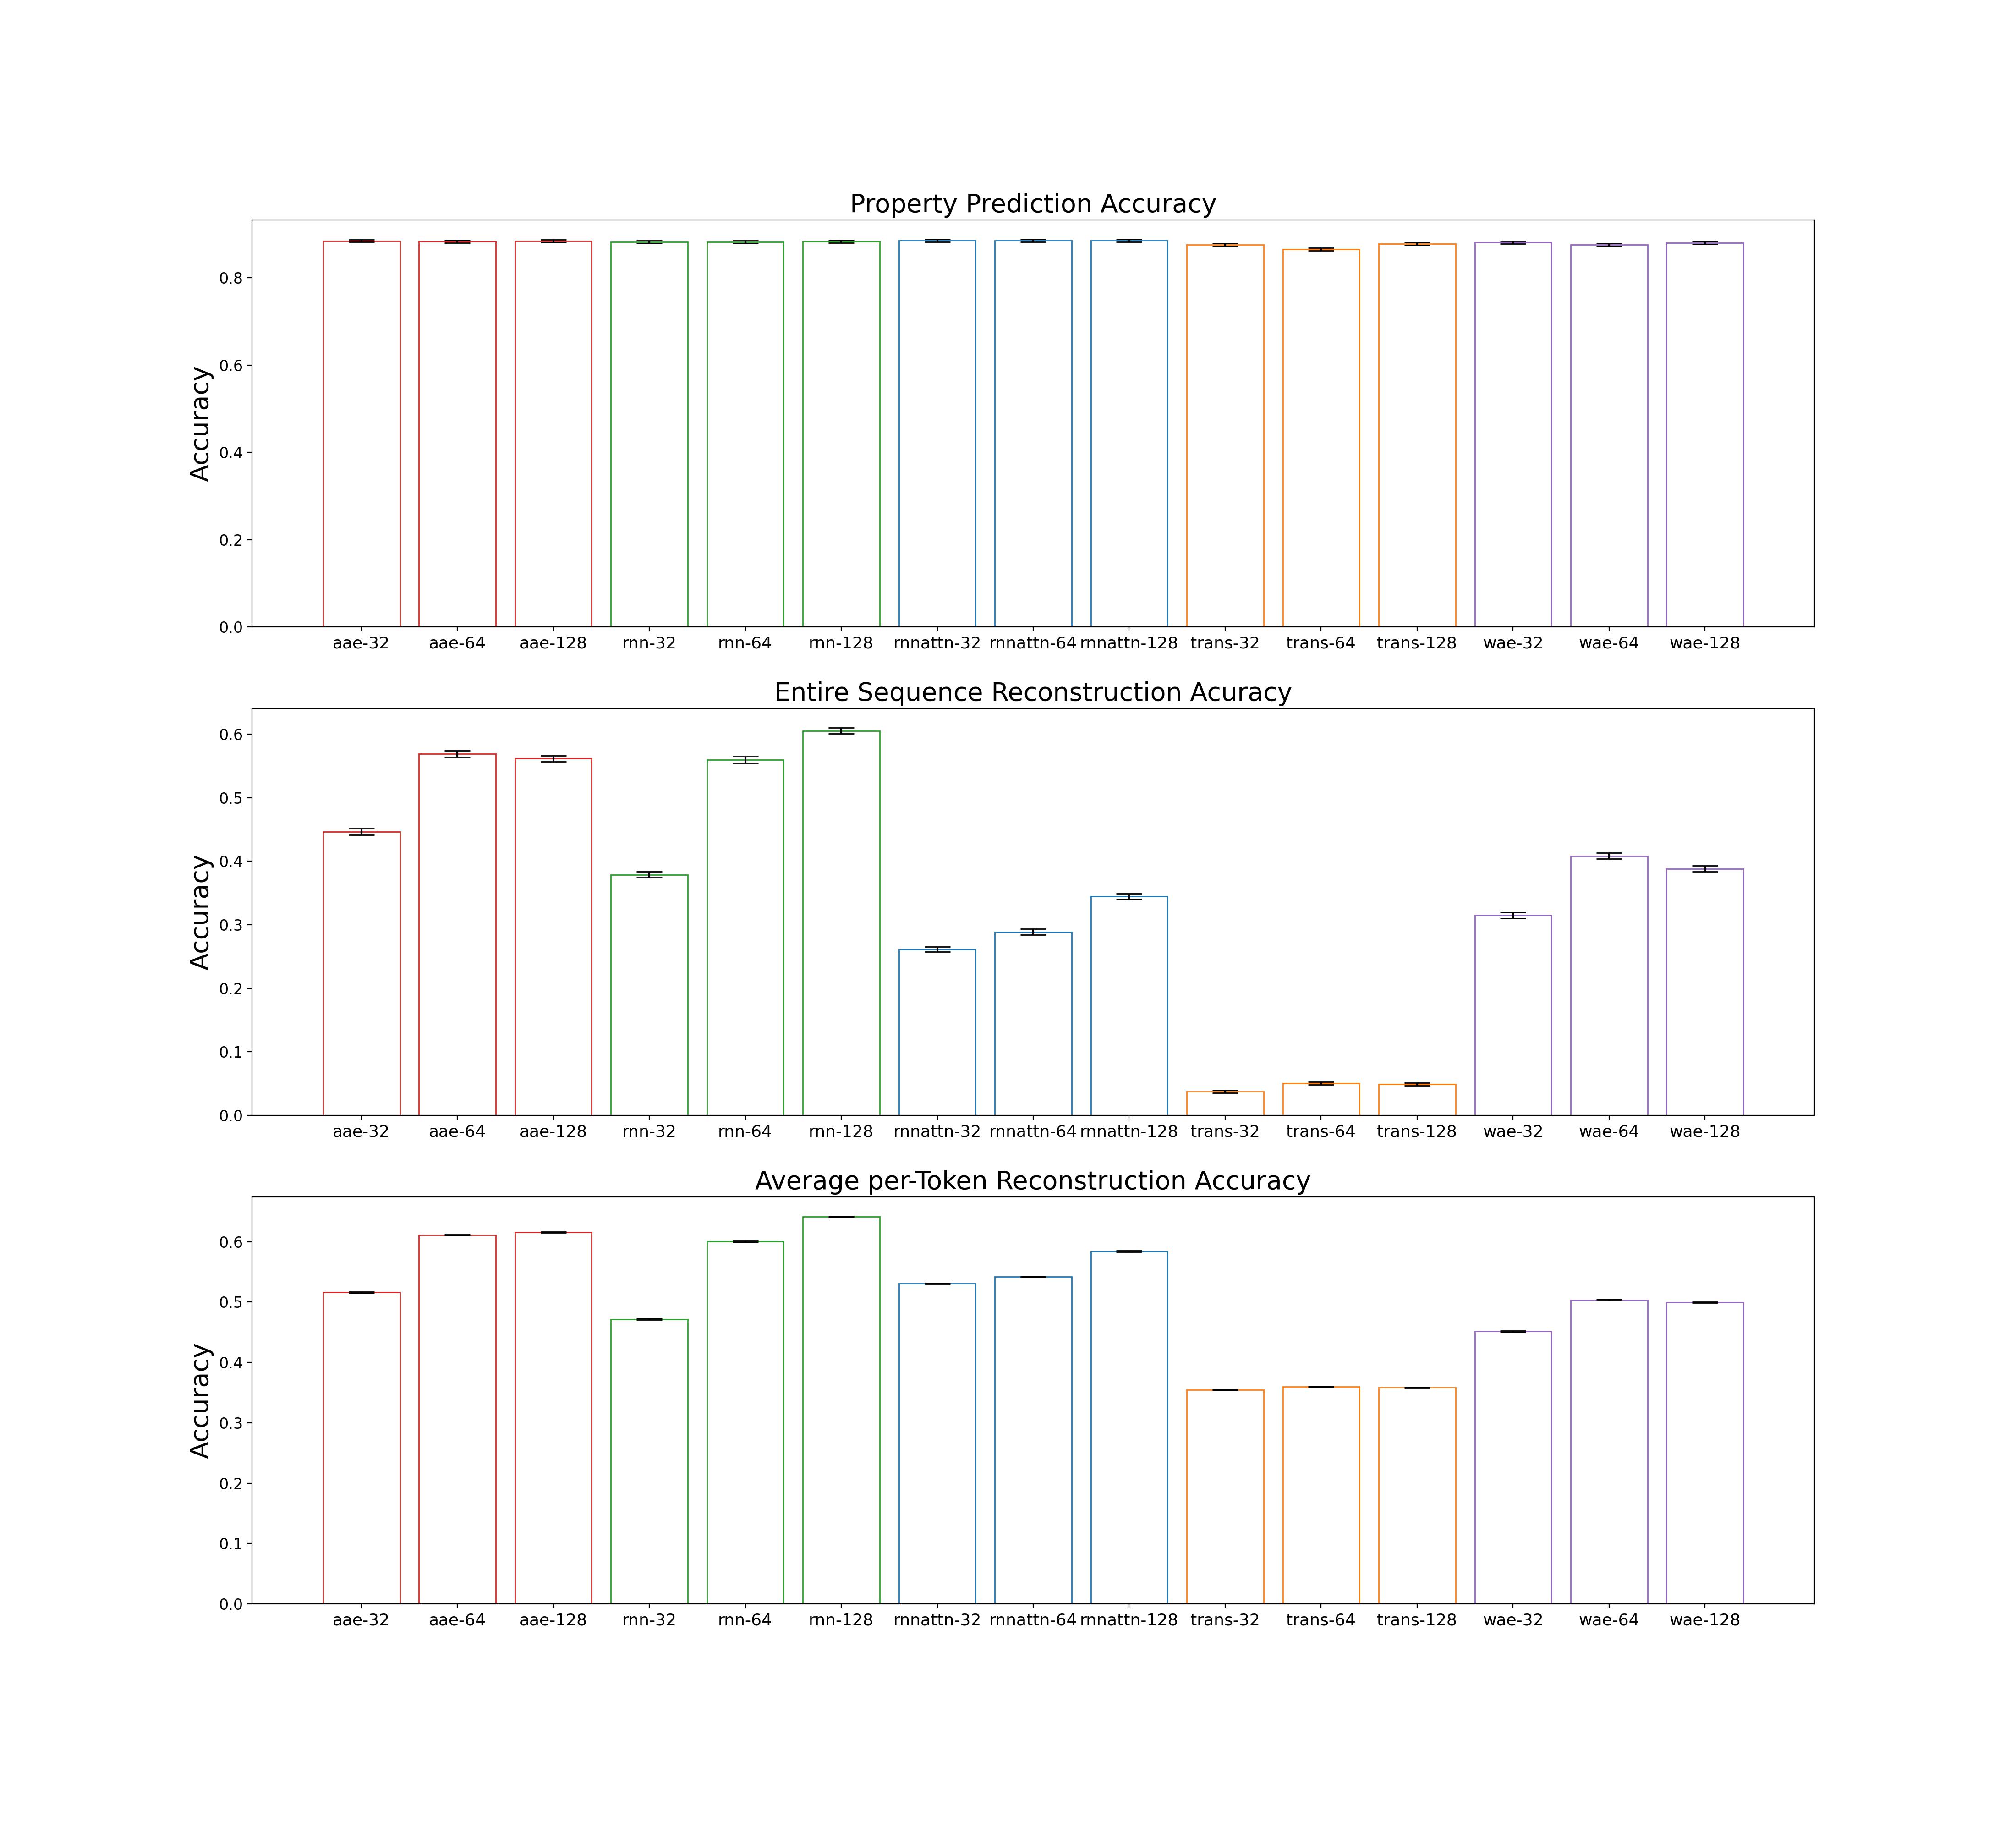 Property Prediction Accuracy
Accuracy
0.8
0.6
0.4
0.2
0.0
aae-32 aae-64 aae-128 rnn-32 rnn-64 rnn-128 rnnattn-32 rnnattn-64 rnnattn-128 trans-32 trans-64 trans-128 wae-32 wae-64 wae-128
Entire Sequence Reconstruction Acuracy
Accuracy
0.6
0.5
0.4
0.3
0.2
0.1
0.0
aae-32 aae-64 aae-128 rnn-32 rnn-64 rnn-128 rnnattn-32 rnnattn-64 rnnattn-128 trans-32 trans-64 trans-128 wae-32 wae-64 wae-128
Average per-Token Reconstruction Accuracy
Accuracy
0.6
0.5
0.4
0.3
0.2
0.1
0.0
aae-32 aae-64 aae-128 rnn-32 rnn-64 rnn-128 rnnattn-32 rnnattn-64 rnnattn-128 trans-32 trans-64 trans-128 wae-32 wae-64 wae-128